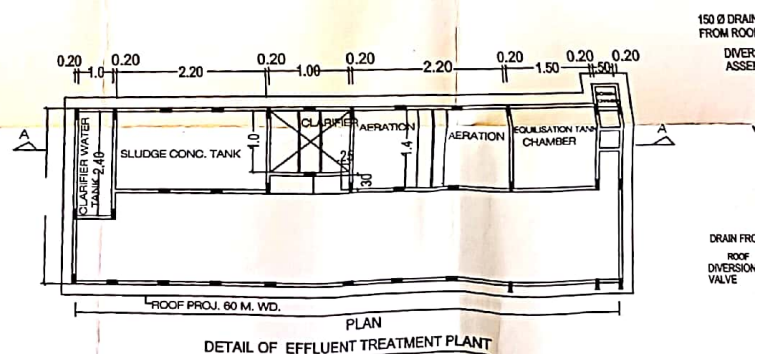 150 Ø DRAIN
FROM ROO
DIVER
ASSE
0.20 0.20 0.20 0.20 0.20 0.20 0.20
1.0 2.20 1.00 2.20 1.50 .50
A
A
CLARIFIER WATER
TANK 2.40
SLUDGE CONC. TANK
1.0
CLARIFIER
.30
AERATION
1.4
AERATION
EQUILISATION TANK
CHAMBER
DRAIN FRO
ROOF
DIVERSION
VALVE
ROOF PROJ. 60 M. WD.
PLAN
DETAIL OF EFFLUENT TREATMENT PLANT